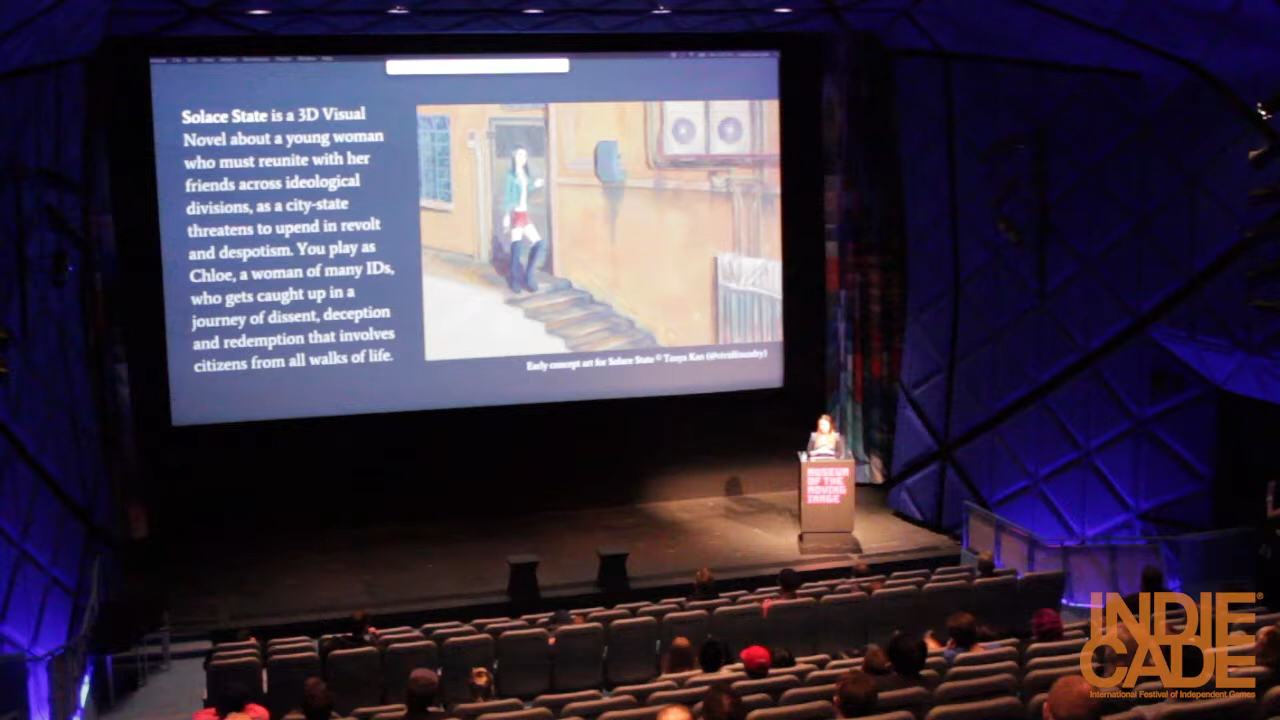 Solace State is a 3D Visual
Novel about a young woman
who must reunite with her
friends across ideological
divisions, as a city-state
threatens to upend in revolt
and despotism. You play as
Chloe, a woman of many IDs,
who gets caught up in a
journey of dissent, deception
and redemption that involves
citizens from all walks of life.
Early concept art for Solace State © Tanya Kan
MUSEUM
OF THE
MOVING
IMAGE
INDIE
CADE®
International Festival of Independent Games